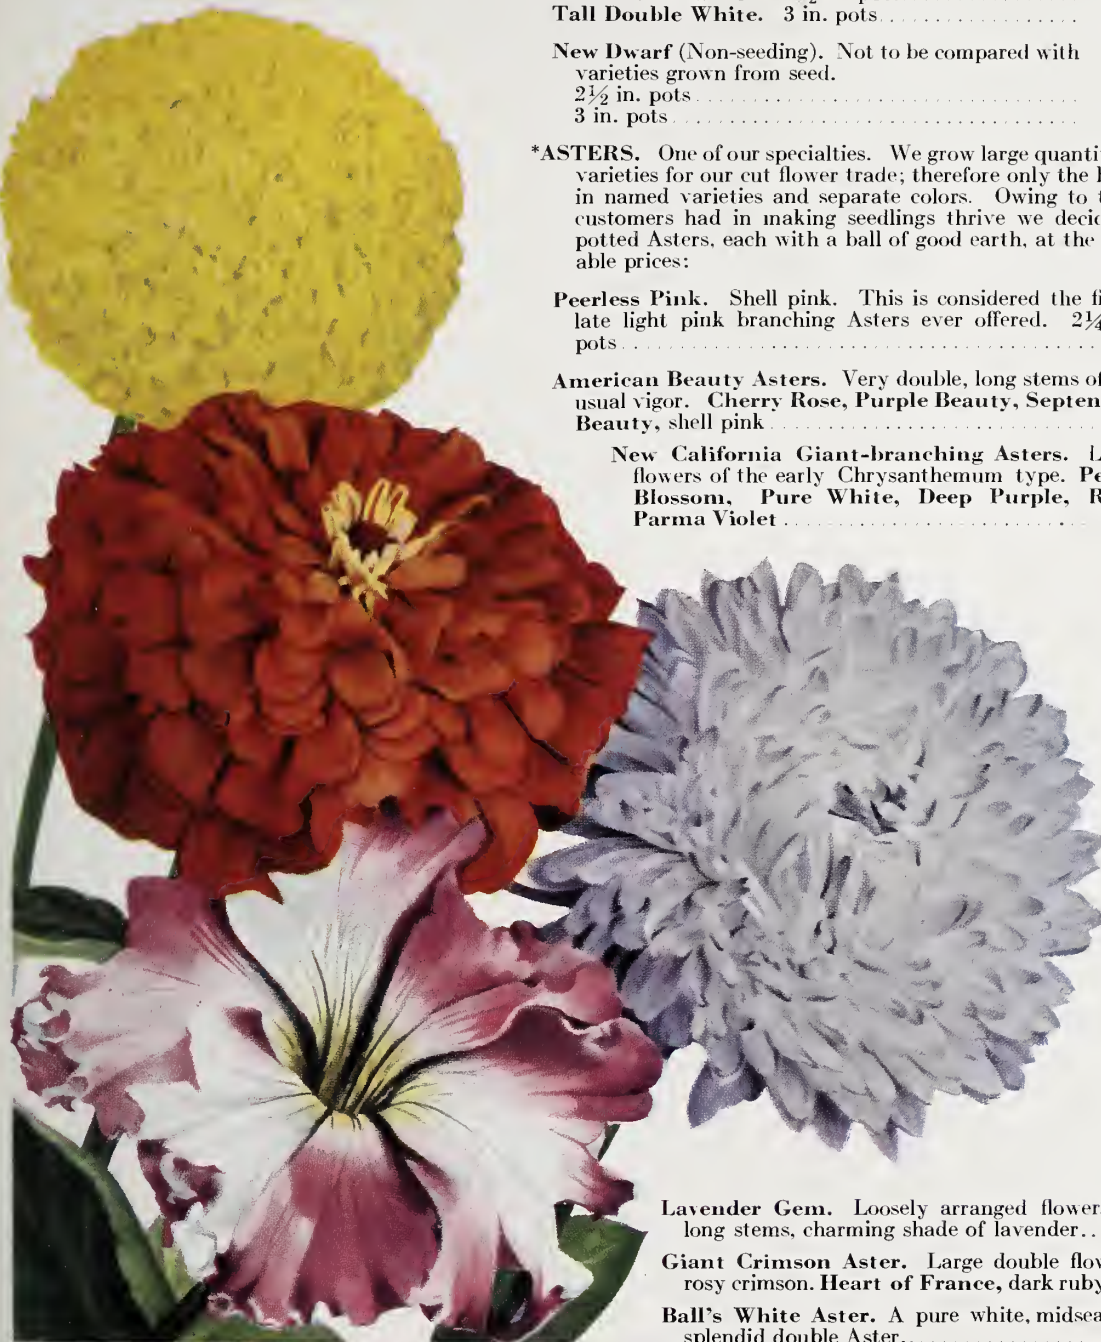 Tall Double White. 3 in. pots
New Dwarf (Non-seeding). Not to be compared with
varieties grown from seed.
2½ in. pots
3 in. pots
*ASTERS. One of our specialties. We grow large quanti
varieties for our cut flower trade; therefore only the
in named varieties and separate colors. Owing to
customers had in making seedlings thrive we decid
potted Asters, each with a ball of good earth, at the
able prices:
Peerless Pink. Shell pink. This is considered the fi
late light pink branching Asters ever offered. 2¼
pots
American Beauty Asters. Very double, long stems of
usual vigor. Cherry Rose, Purple Beauty, Septen
Beauty, shell pink
New California Giant-branching Asters. L
flowers of the early Chrysanthemum type. Pe
Blossom, Pure White, Deep Purple, R
Parma Violet
Lavender Gem. Loosely arranged flower
long stems, charming shade of lavender..
Giant Crimson Aster. Large double flov
rosy crimson. Heart of France, dark ruby
Ball's White Aster. A pure white, midsea
splendid double Aster